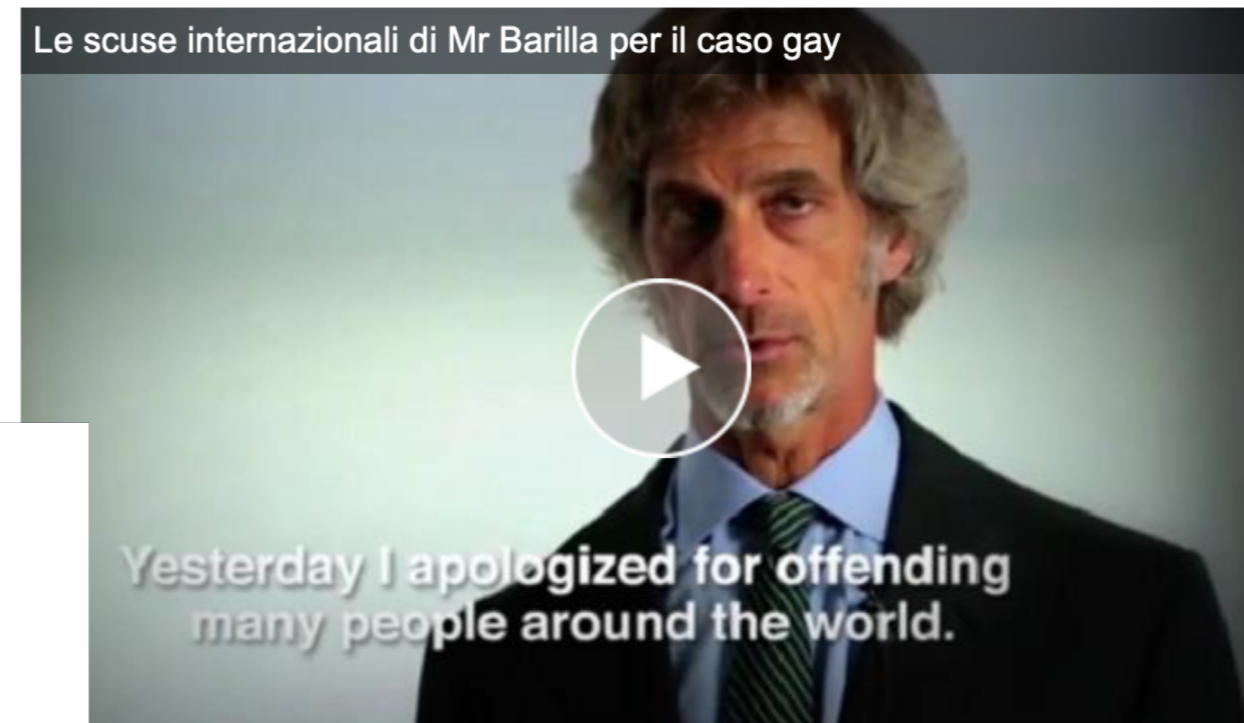 Le scuse internazionali di Mr Barilla per il caso gay
Yesterday I apologized for offending
many people around the world.